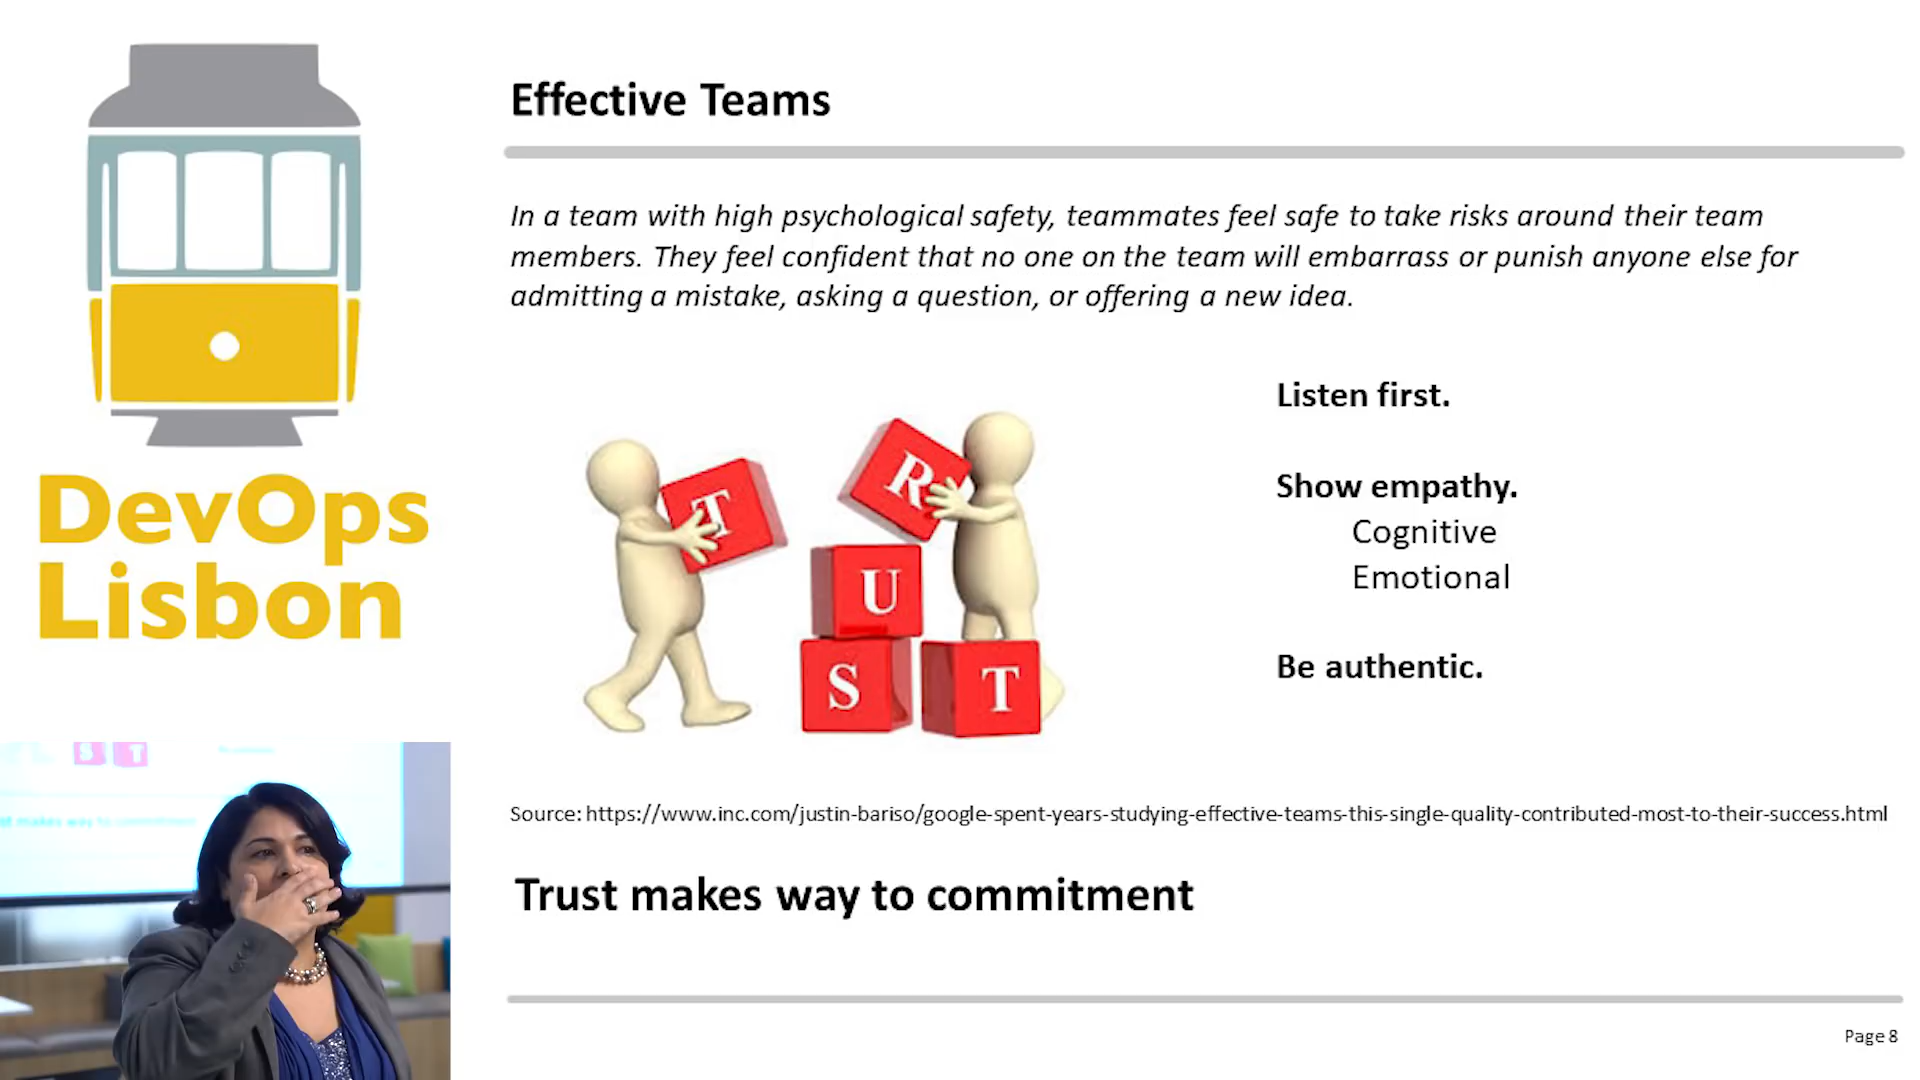 DevOps
Lisbon
Effective Teams
In a team with high psychological safety, teammates feel safe to take risks around their team
members. They feel confident that no one on the team will embarrass or punish anyone else for
admitting a mistake, asking a question, or offering a new idea.
T
R
U
S
T
Listen first.
Show empathy.
Cognitive
Emotional
Be authentic.
Source: https://www.inc.com/justin-bariso/google-spent-years-studying-effective-teams-this-single-quality-contributed-most-to-their-success.html
Trust makes way to commitment
Page 8
S T
makes way to commitment